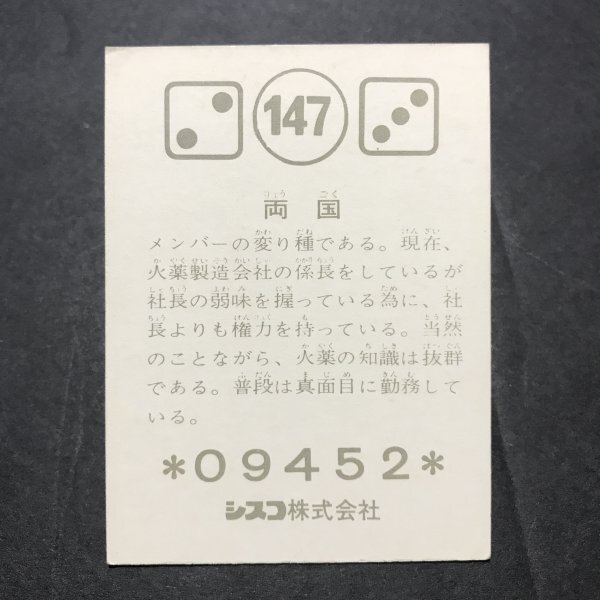 147
両国
メンバーの変り種である。現在、
火薬製造会社の係長をしているが
社長の弱味を握っている為に、社
長よりも権力を持っている。当然
のことながら、火薬の知識は抜群
である。普段は真面目に勤務して
いる。
*09452*
シスコ株式会社